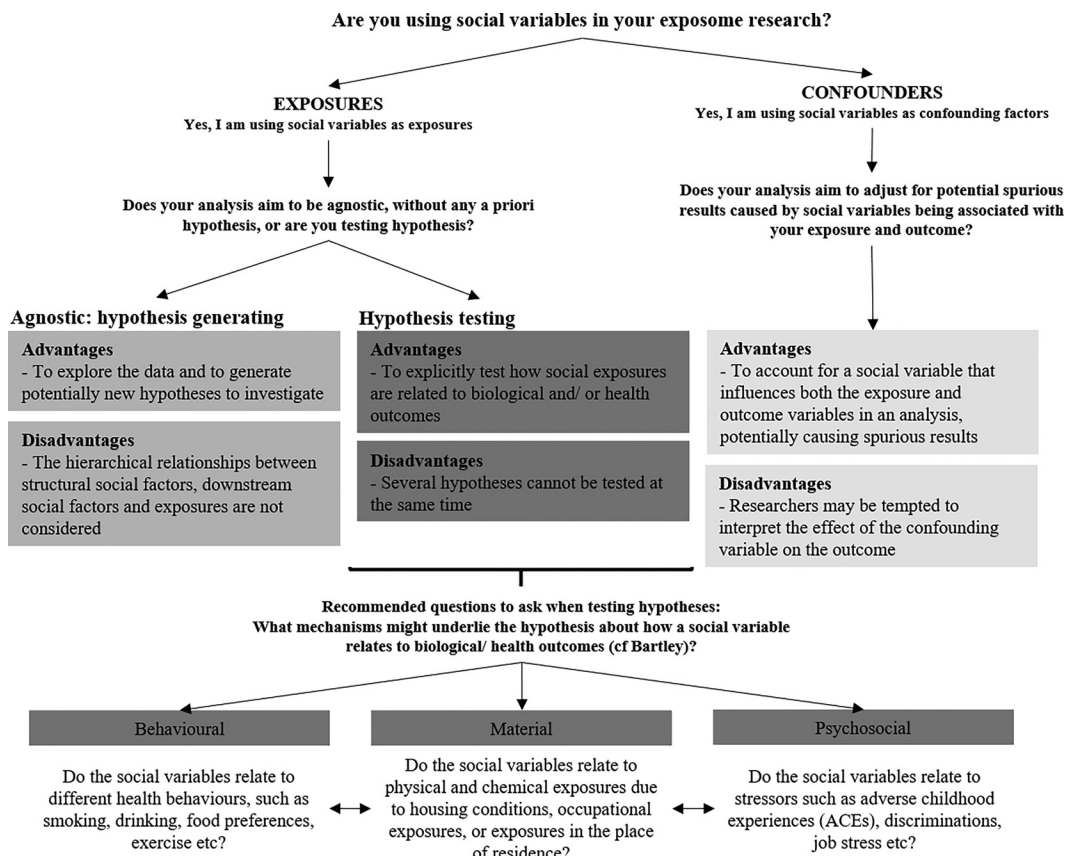 Are you using social variables in your exposome research?
EXPOSURES
Yes, I am using social variables as exposures
CONFOUNDERS
Yes, I am using social variables as confounding factors
Does your analysis aim to be agnostic, without any a priori
hypothesis, or are you testing hypothesis?
Does your analysis aim to adjust for potential spurious
results caused by social variables being associated with
your exposure and outcome?
Agnostic: hypothesis generating
Advantages
- To explore the data and to generate
potentially new hypotheses to investigate
Disadvantages
- The hierarchical relationships between
structural social factors, downstream
social factors and exposures are not
considered
Hypothesis testing
Advantages
- To explicitly test how social exposures
are related to biological and/ or health
outcomes
Disadvantages
- Several hypotheses cannot be tested at
the same time
Advantages
- To account for a social variable that
influences both the exposure and
outcome variables in an analysis,
potentially causing spurious results
Disadvantages
- Researchers may be tempted to
interpret the effect of the confounding
variable on the outcome
Recommended questions to ask when testing hypotheses:
What mechanisms might underlie the hypothesis about how a social variable
relates to biological/ health outcomes (cf Bartley)?
Behavioural
Do the social variables relate to
different health behaviours, such as
smoking, drinking, food preferences,
exercise etc?
Material
Do the social variables relate to
physical and chemical exposures due
to housing conditions, occupational
exposures, or exposures in the place
of residence?
Psychosocial
Do the social variables relate to
stressors such as adverse childhood
experiences (ACEs), discriminations,
job stress etc?